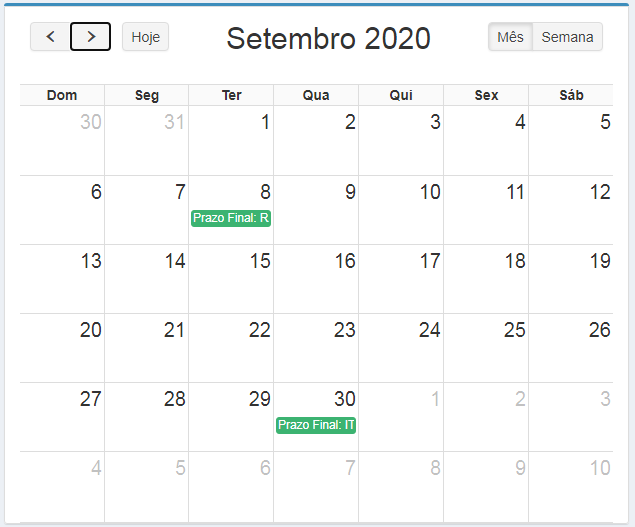 Hoje Setembro 2020 Mês Semana
Dom Seg Ter Qua Qui Sex Sáb
30 31 1 2 3 4 5
6 7 8 9 10 11 12
Prazo Final: R
13 14 15 16 17 18 19
20 21 22 23 24 25 26
27 28 29 30 1 2 3
Prazo Final: IT
4 5 6 7 8 9 10